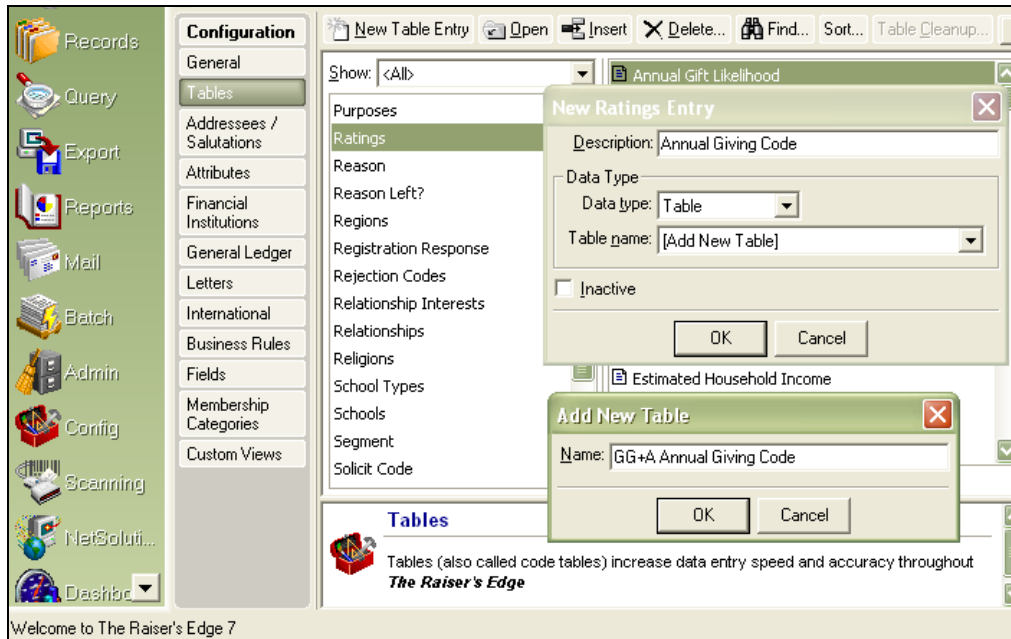 Records
Query
Export
Reports
Mail
Batch
Admin
Config
Scanning
NetSoluti...
Dashbc
Configuration
General
Tables
Addressees /
Salutations
Attributes
Financial
Institutions
General Ledger
Letters
International
Business Rules
Fields
Membership
Categories
Custom Views
New Table Entry Open Insert Delete... Find... Sort... Table Cleanup...
Show: <All>
Purposes
Ratings
Reason
Reason Left?
Regions
Registration Response
Rejection Codes
Relationship Interests
Relationships
Religions
School Types
Schools
Segment
Solicit Code
Annual Gift Likelihood
New Ratings Entry
Description: Annual Giving Code
Data Type
Data type: Table
Table name: [Add New Table]
Inactive
OK Cancel
Estimated Household Income
Add New Table
Name: GG+A Annual Giving Code
OK Cancel
Tables
Tables (also called code tables) increase data entry speed and accuracy throughout
The Raiser's Edge
Welcome to The Raiser's Edge 7